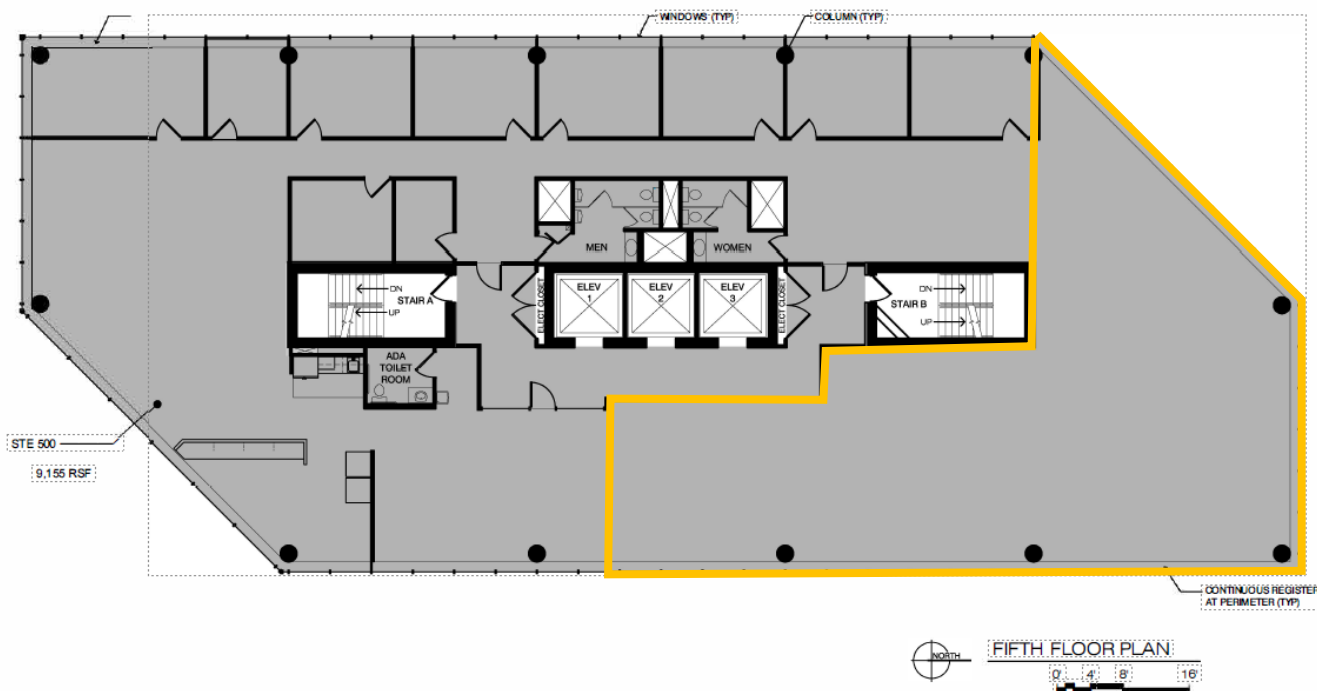 WINDOWS (TYP)
COLUMN (TYP)
MEN
WOMEN
DN
STAIR A
UP
ELECT CLOSET
ELEV
1
ELEV
2
ELEV
3
ELECT CLOSET
DN
STAIR B
UP
ADA
TOILET
ROOM
STE 500
9,155 RSF
CONTINUOUS REGISTER
AT PERIMETER (TYP)
NORTH
FIFTH FLOOR PLAN
0' 4' 8' 16'